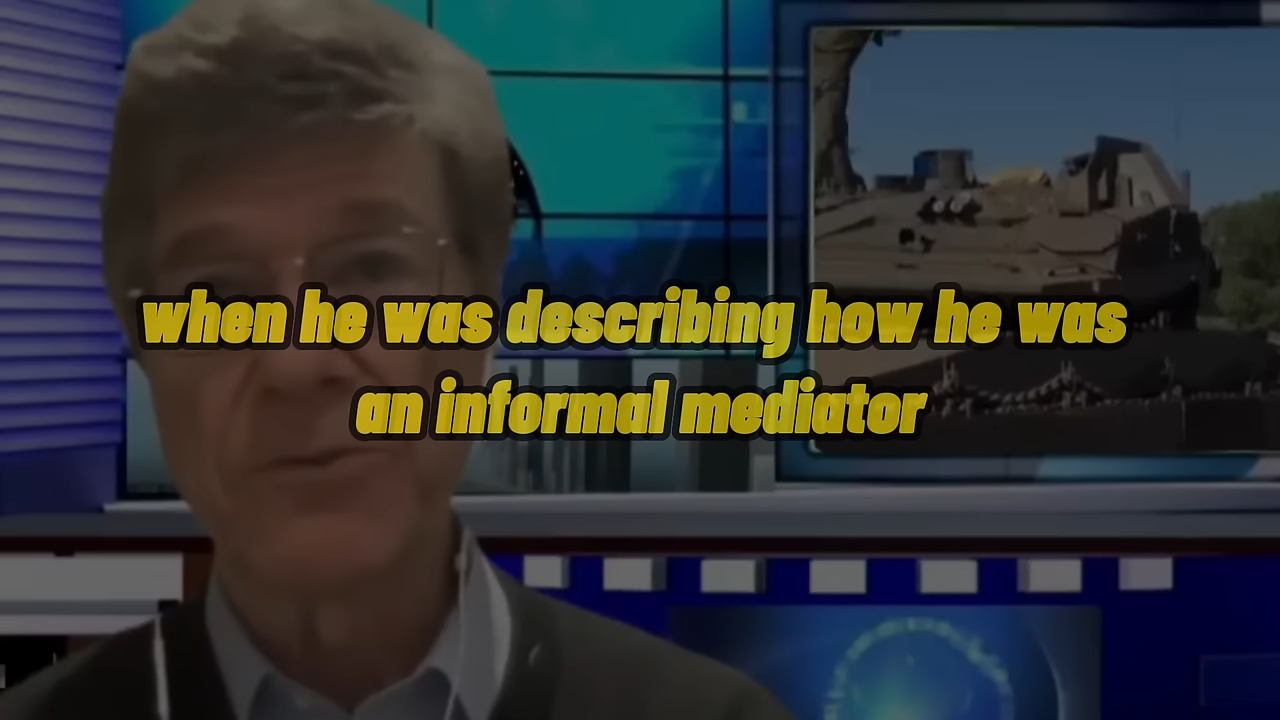 when he was describing how he was
an informal mediator